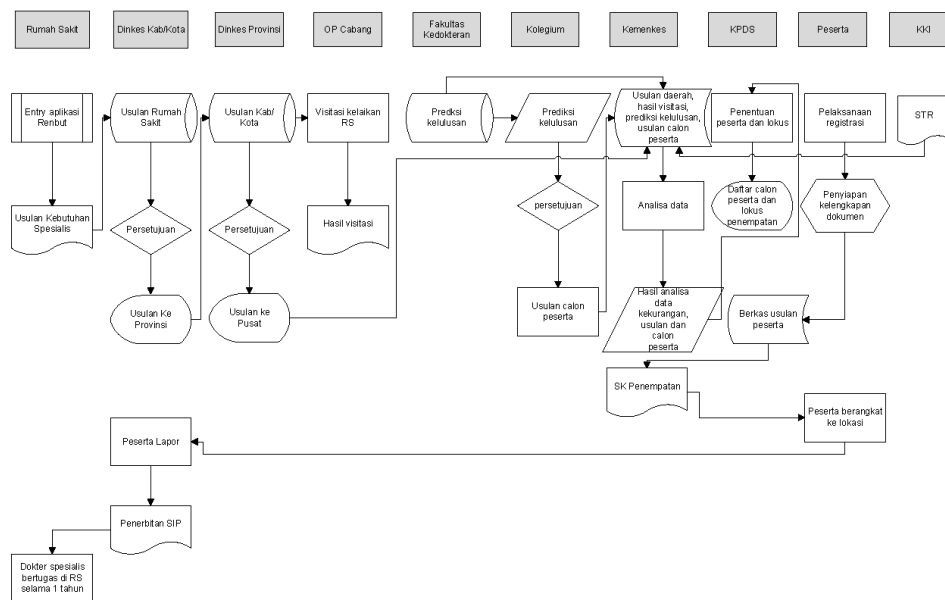 Rumah Sakit
Dinkes Kab/Kota
Dinkes Provinsi
OP Cabang
Fakultas
Kedokteran
Kolegium
Kemenkes
KPDS
Peserta
KKI
Entry aplikasi
Renbut
Usulan Rumah
Sakit
Usulan Kab/
Kota
Visitasi kelaikan
RS
Prediksi
kelulusan
Prediksi
kelulusan
Usulan daerah,
hasil visitasi,
prediksi kelulusan,
usulan calon
peserta
Penentuan
peserta dan lokus
Pelaksanaan
registrasi
STR
Usulan Kebutuhan
Spesialis
Persetujuan
Persetujuan
Hasil visitasi
persetujuan
Analisa data
Daftar calon
peserta dan
lokus
penempatan
Penyiapan
kelengkapan
dokumen
Usulan Ke
Provinsi
Usulan ke
Pusat
Usulan calon
peserta
Hasil analisa
data
kekurangan,
usulan dan
calon
peserta
Berkas usulan
peserta
SK Penempatan
Peserta berangkat
ke lokasi
Peserta Lapor
Penerbitan SIP
Dokter spesialis
bertugas di RS
selama 1 tahun